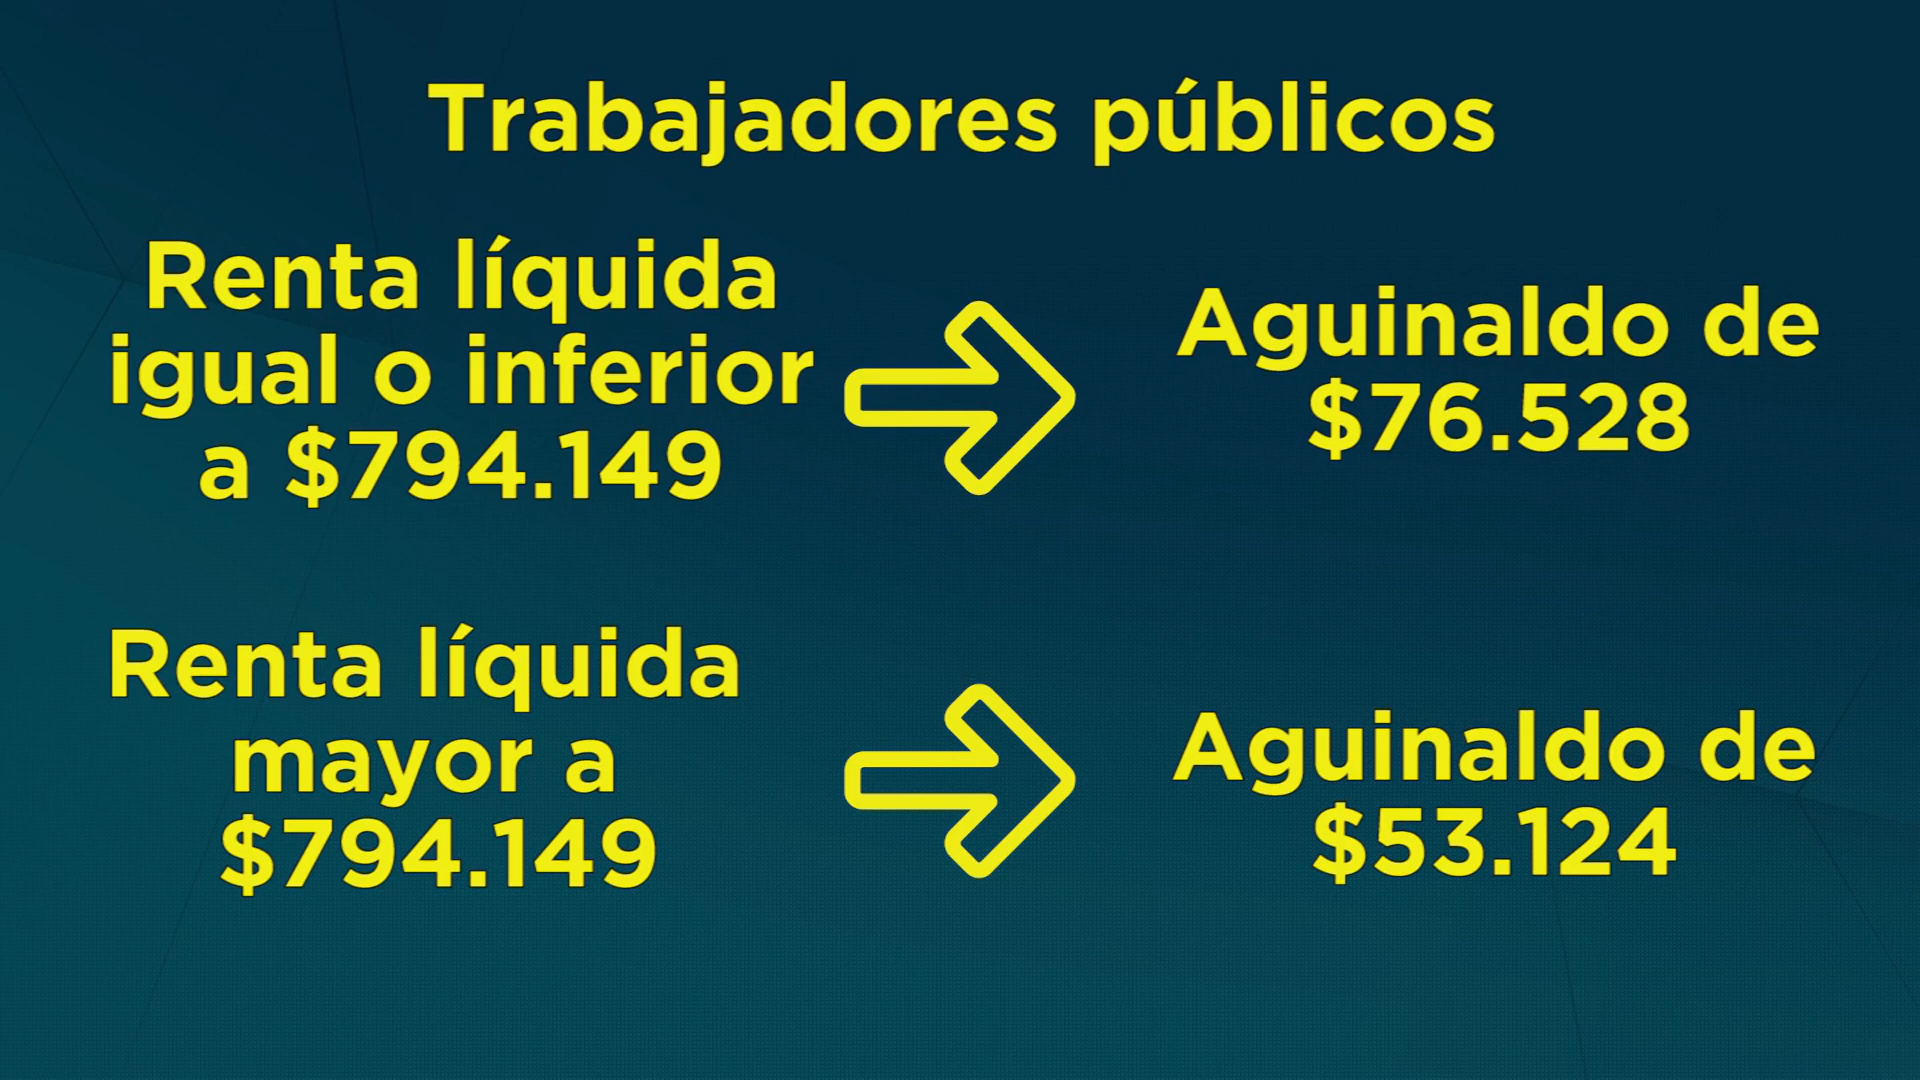 Trabajadores públicos
Renta líquida
igual o inferior
a $794.149
Aguinaldo de
$76.528
Renta líquida
mayor a
$794.149
Aguinaldo de
$53.124